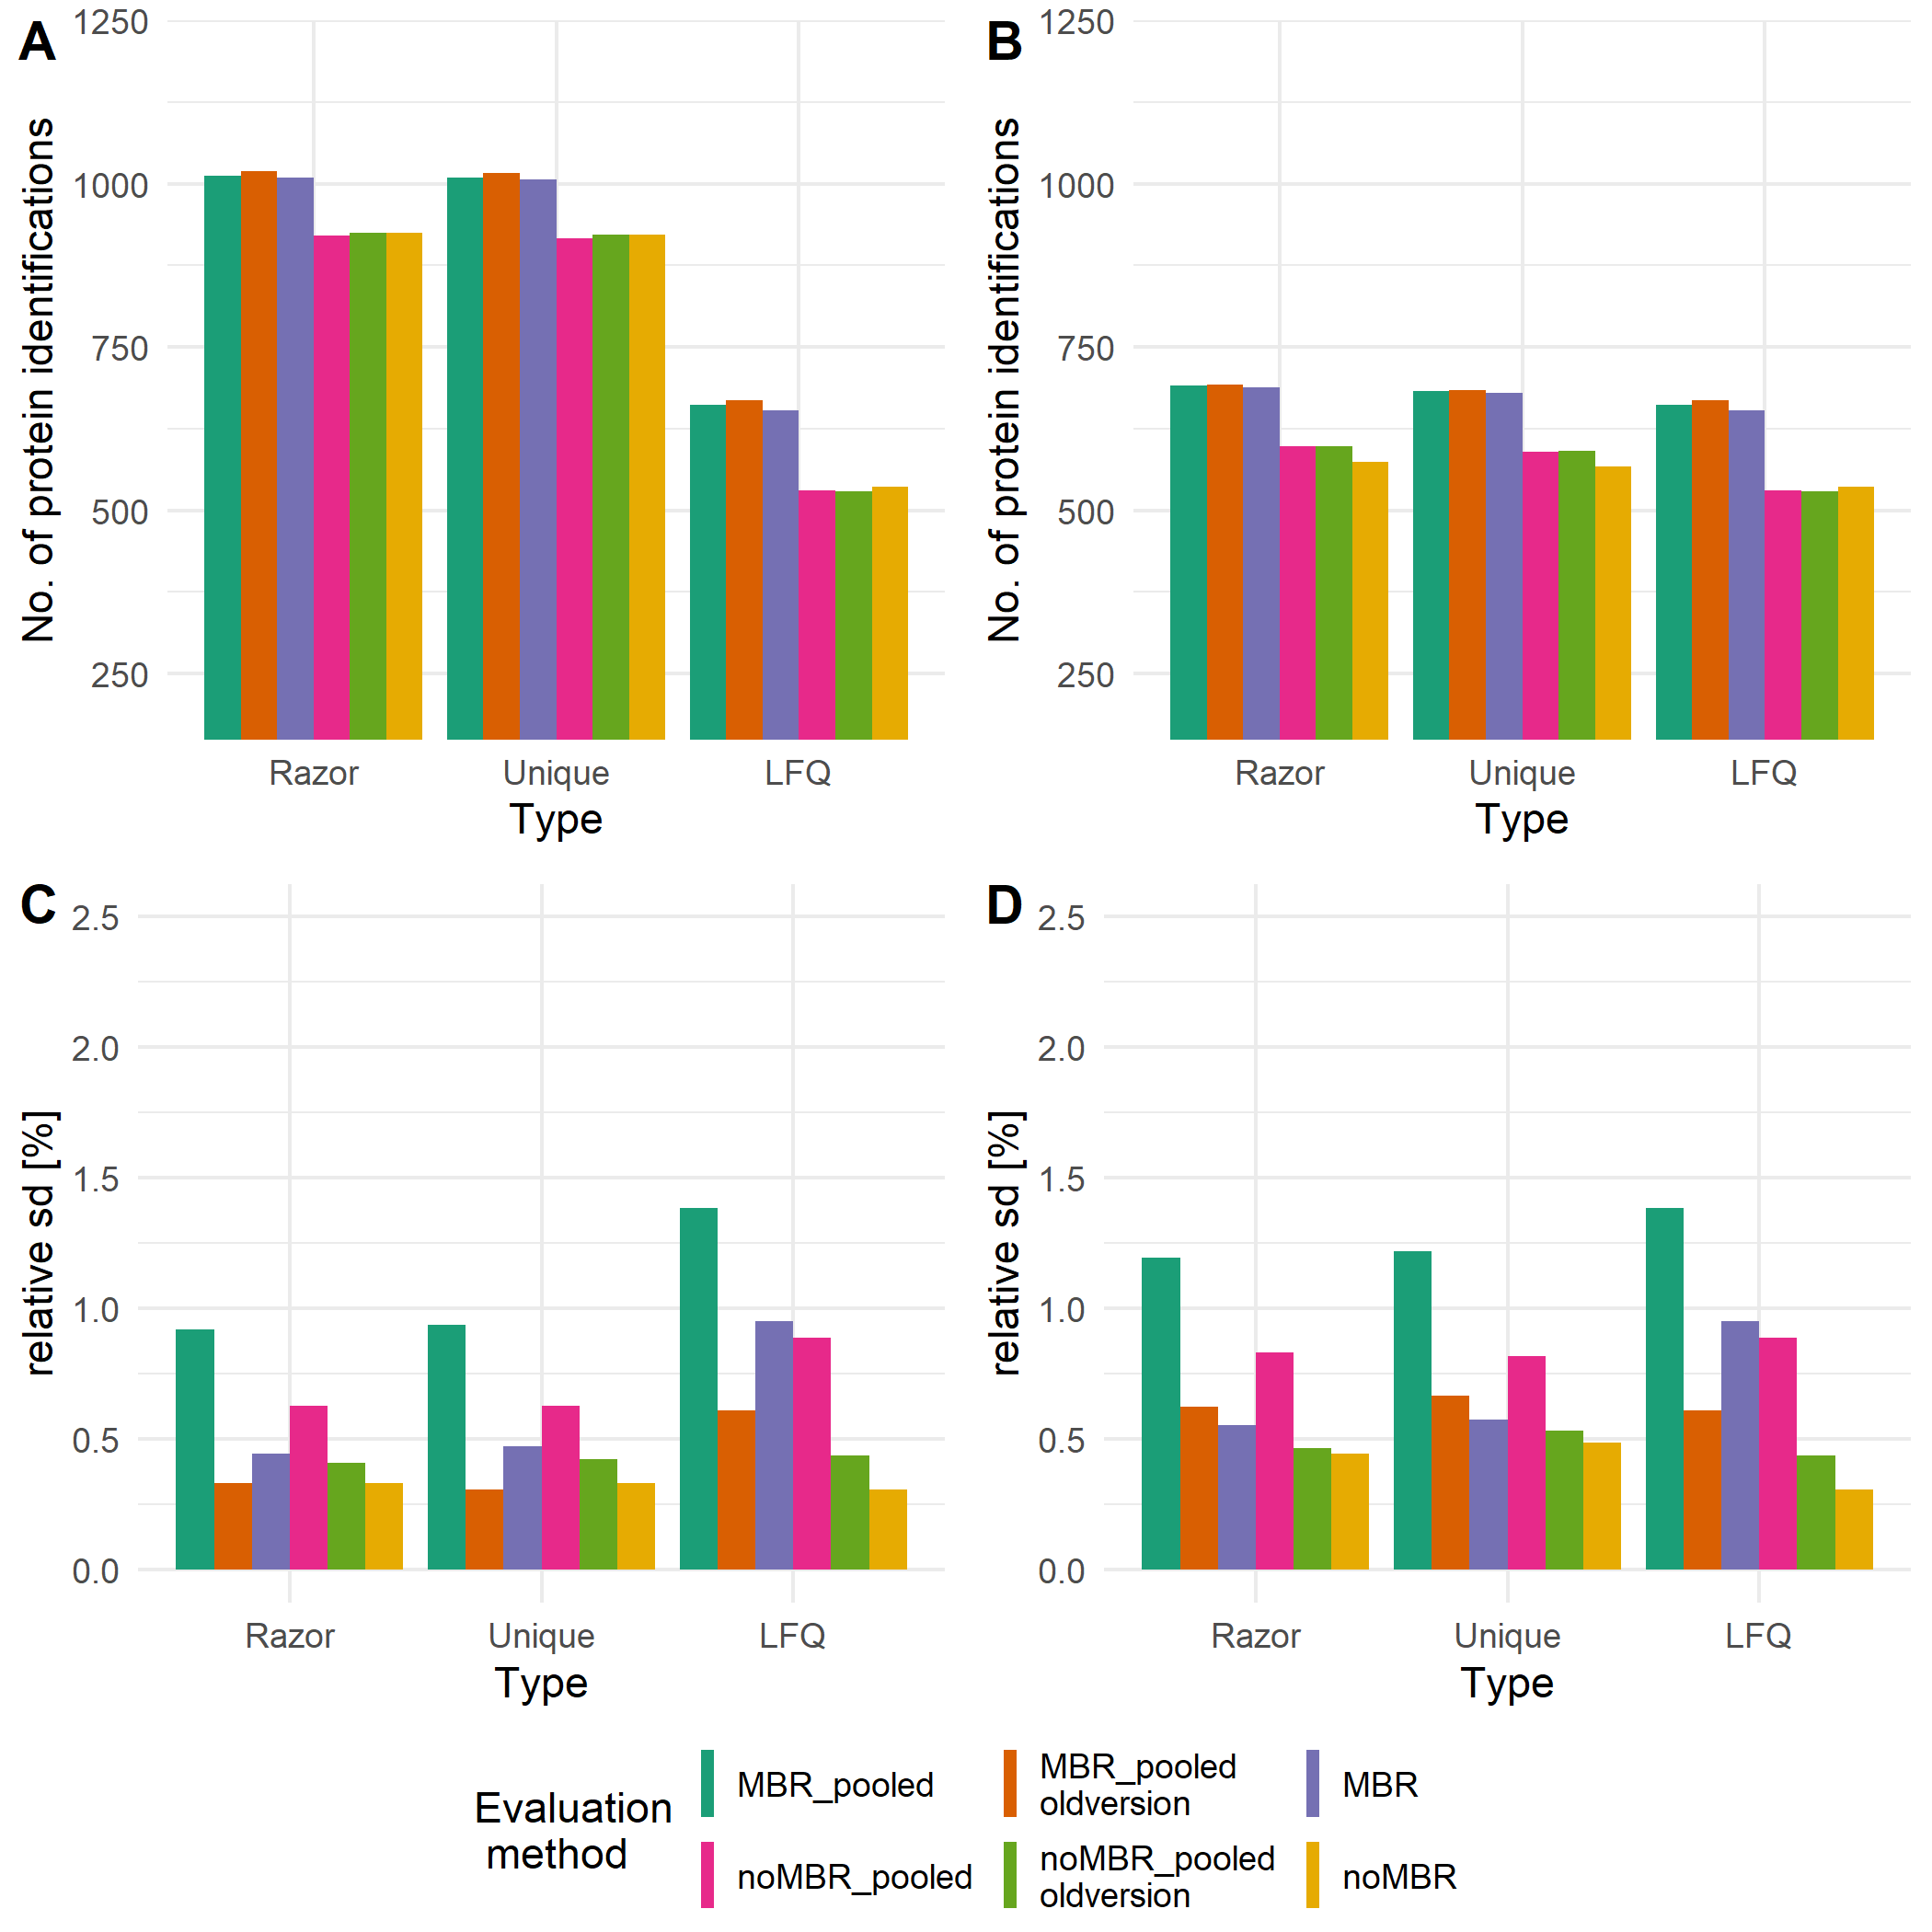 A
1250
1000
750
500
250
No. of protein identifications
Razor
Unique
LFQ
Type
B
1250
1000
750
500
250
No. of protein identifications
Razor
Unique
LFQ
Type
C
2.5
2.0
1.5
1.0
0.5
0.0
relative sd [%]
Razor
Unique
LFQ
Type
D
2.5
2.0
1.5
1.0
0.5
0.0
relative sd [%]
Razor
Unique
LFQ
Type
Evaluation
method
MBR_pooled
MBR_pooled
oldversion
MBR
noMBR_pooled
noMBR_pooled
oldversion
noMBR